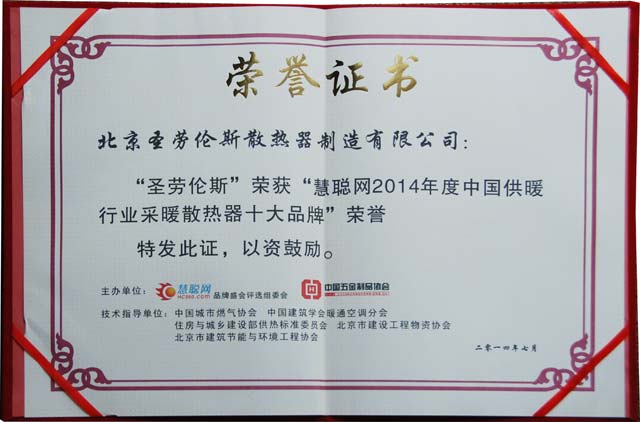 荣誉证书
北京圣劳伦斯散热器制造有限公司：
“圣劳伦斯”荣获“慧聪网2014年度中国供暖
行业采暖散热器十大品牌”荣誉
特发此证，以资鼓励。
主办单位： 慧聪网 HC360.COM 品牌盛会评选组委会 中国五金制品协会
技术指导单位：中国城市燃气协会 中国建筑学会暖通空调分会
住房与城乡建设部供热标准委员会 北京市建设工程物资协会
北京市建筑节能与环境工程协会
二零一四年七月